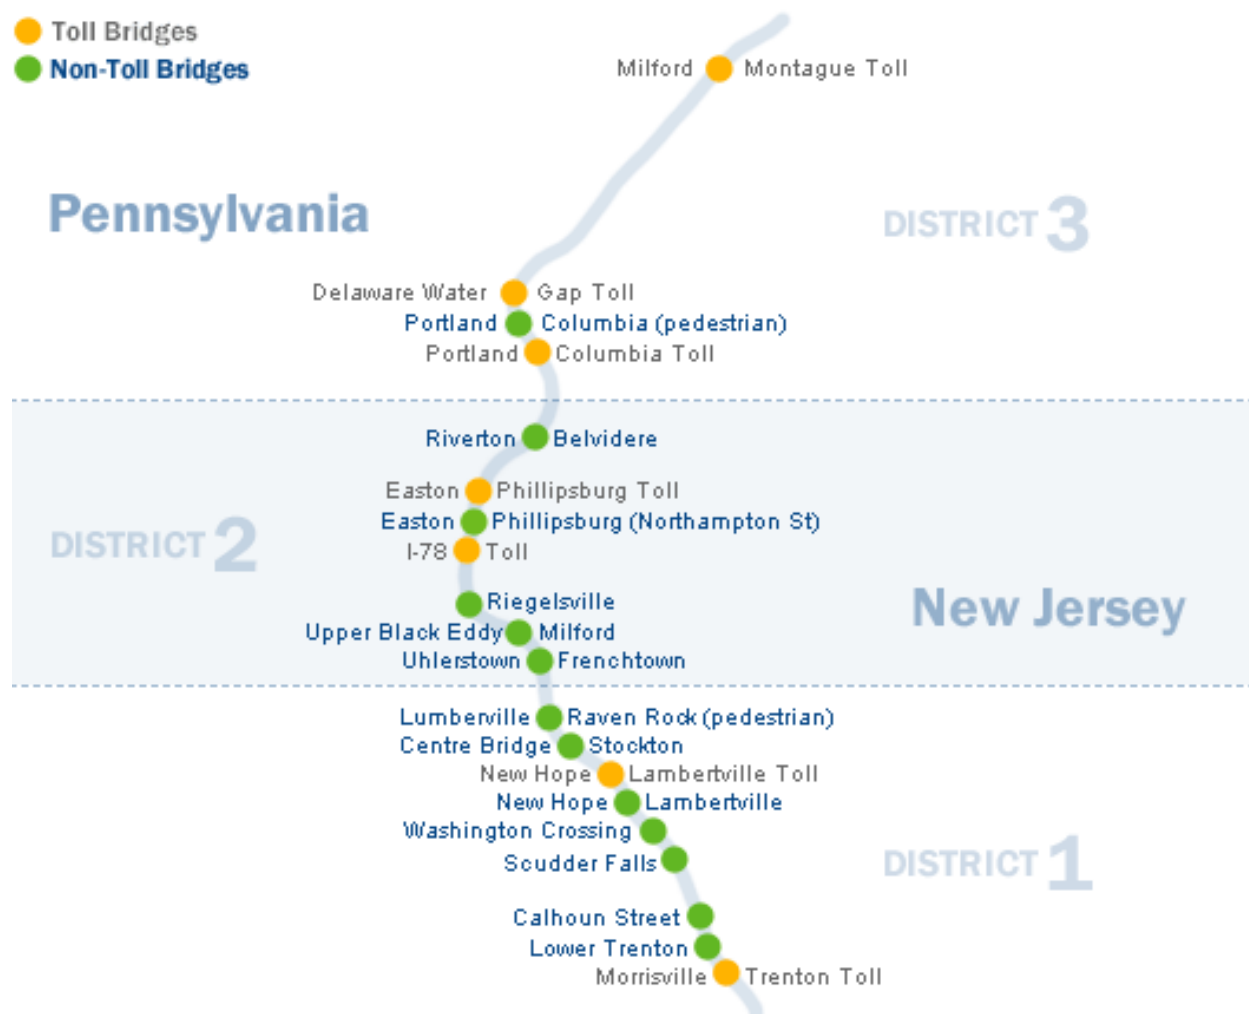 Toll Bridges
Non-Toll Bridges
Milford Montague Toll
Pennsylvania
DISTRICT 3
Delaware Water Gap Toll
Portland Columbia (pedestrian)
Portland Columbia Toll
Riverton Belvidere
Easton Phillipsburg Toll
Easton Phillipsburg (Northampton St)
DISTRICT 2
I-78 Toll
Riegelsville
New Jersey
Upper Black Eddy Milford
Uhlerstown Frenchtown
Lumberville Raven Rock (pedestrian)
Centre Bridge Stockton
New Hope Lambertville Toll
New Hope Lambertville
Washington Crossing
Scudder Falls
DISTRICT 1
Calhoun Street
Lower Trenton
Morrisville Trenton Toll